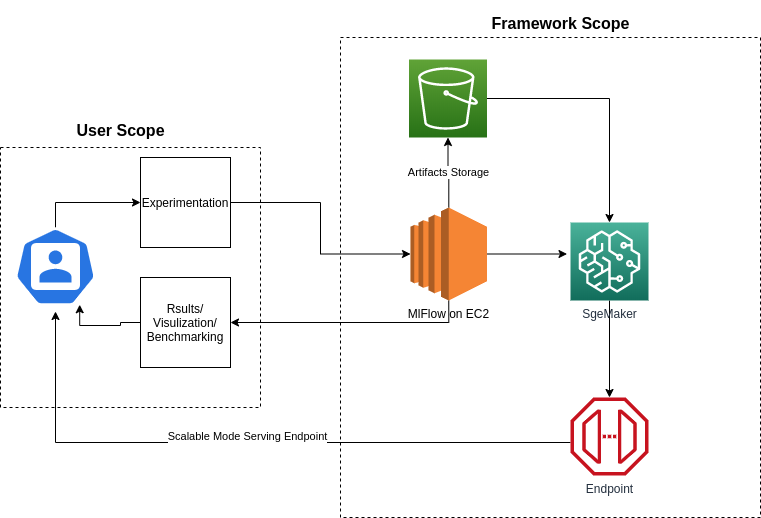 Framework Scope
User Scope
Artifacts Storage
Experimentation
Rsults/
Visulization/
Benchmarking
MlFlow on EC2
SgeMaker
Scalable Mode Serving Endpoint
Endpoint